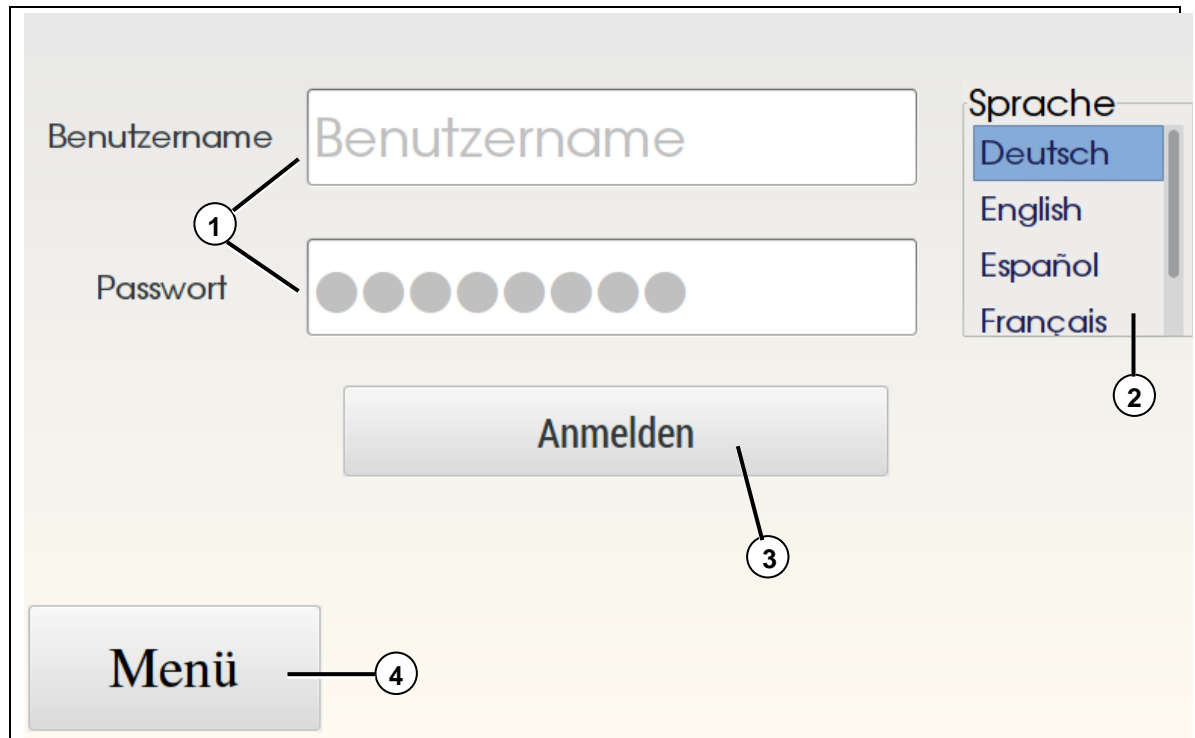 Benutzername
Benutzername
Sprache
Deutsch
English
Español
Français
1
Passwort
2
Anmelden
3
Menü
4